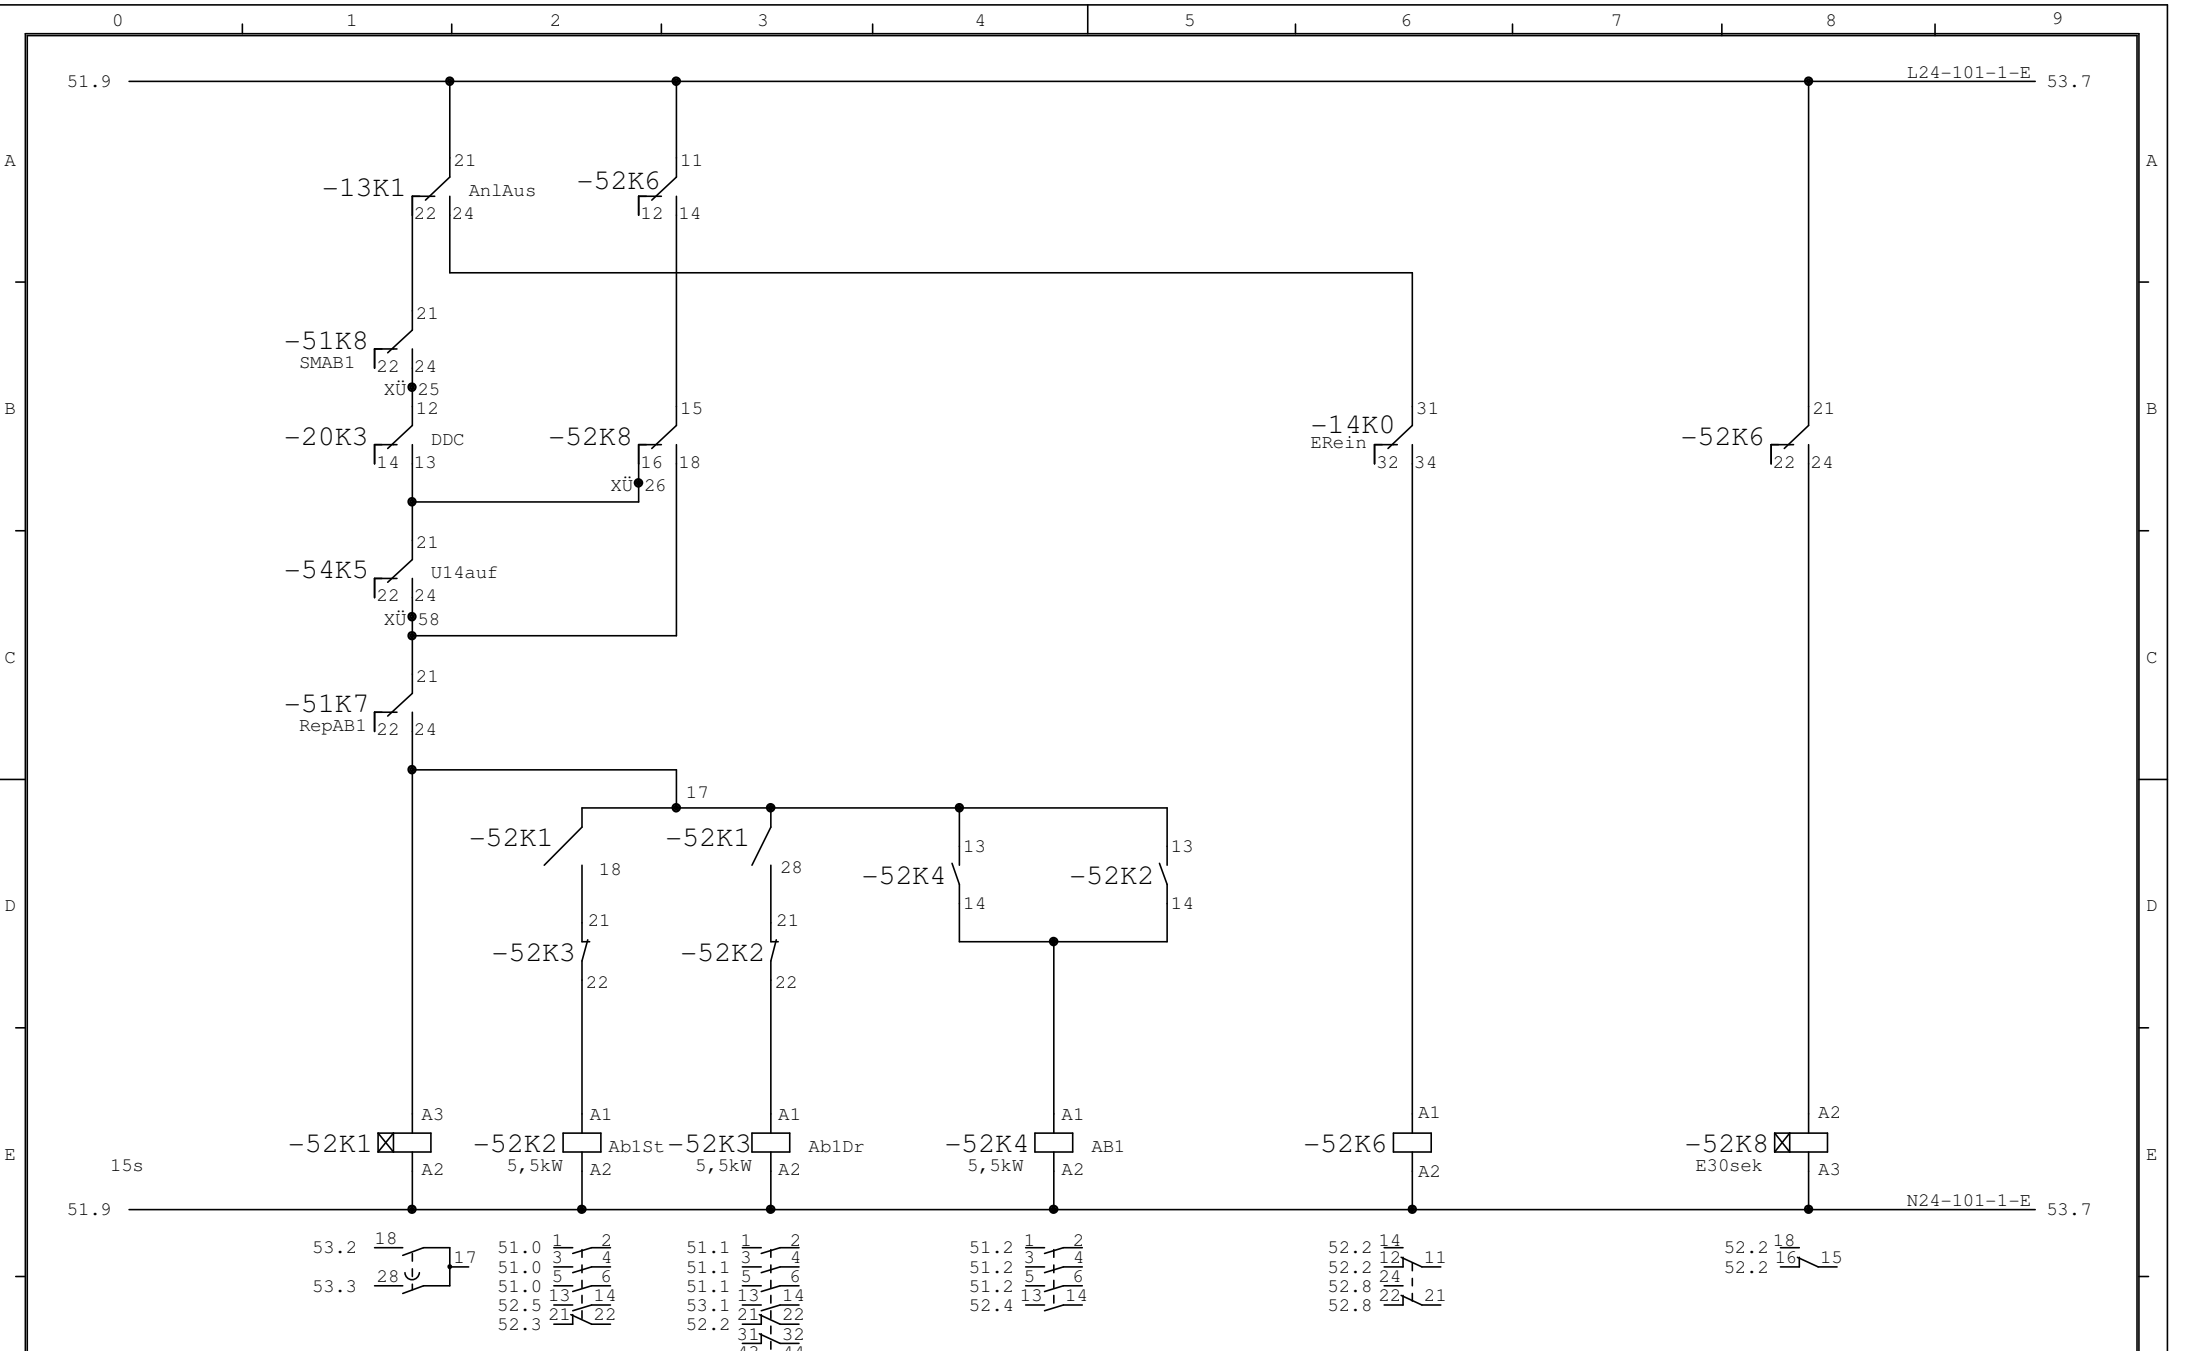 0 1 2 3 4 5 6 7 8 9
51.9 L24-101-1-E 53.7
A 21 11 A
-13K1 AnlAus -52K6
22 24 12 14
21
-51K8
SMAB1 22 24
XÜ 25
B 12 15 31 21 B
-20K3 DDC -52K8 -14K0 -52K6
ERein
14 13 16 18 32 34 22 24
XÜ 26
21
-54K5 U14auf
22 24
XÜ 58
C C
21
-51K7
RepAB1 22 24
17
-52K1 -52K1 13 13
18 28 -52K4 -52K2
D 14 14 D
21 21
-52K3 -52K2
22 22
A3 A1 A1 A1 A1 A2
-52K1 -52K2 Ab1St -52K3 Ab1Dr -52K4 AB1 -52K6 -52K8
E 15s 5,5kW 5,5kW 5,5kW E30sek E
A2 A2 A2 A2 A2 A3
51.9 N24-101-1-E 53.7
53.2 18 17
53.3 28
51.0 1 2
51.0 3 4
51.0 5 6
52.5 13 14
52.3 21 22
51.1 1 2
51.1 3 4
51.1 5 6
53.1 13 14
52.2 21 22
31 32
43 44
51.2 1 2
51.2 3 4
51.2 5 6
52.4 13 14
52.2 14
52.2 12 11
52.8 24
52.8 22 21
52.2 18
52.2 16 15